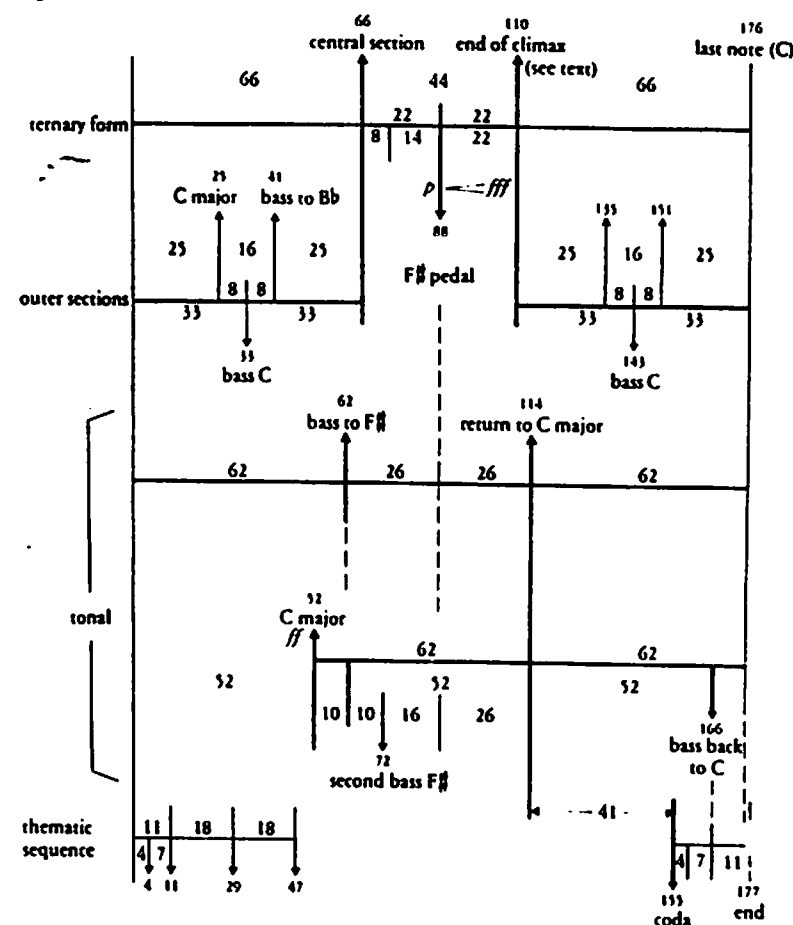 66 110 176
central section end of climax last note (C)
(see text)
66 44 66
22 22
ternary form
8 14 22
25 41 p fff 135 151
C major bass to Bb 88
25 16 25 F# pedal 25 16 25
8 8 8 8
outer sections
33 33 33 33
33 143
bass C bass C
62 114
bass to F# return to C major
62 26 26 62
tonal
52
C major
ff
62 62
52 52 52
10 10 16 26
72 166
second bass F# bass back
to C
41
thematic
sequence
11 18 18
4 7 4 7 11
4 11 29 47 155 177
coda end